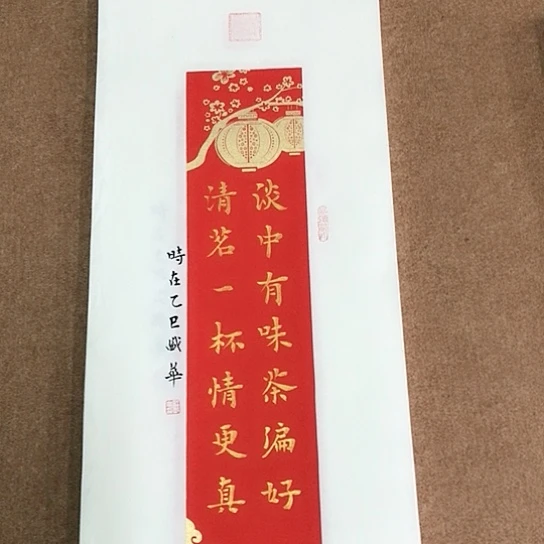 淡中有味茶偏好
清茗一杯情更真
時在乙巳華